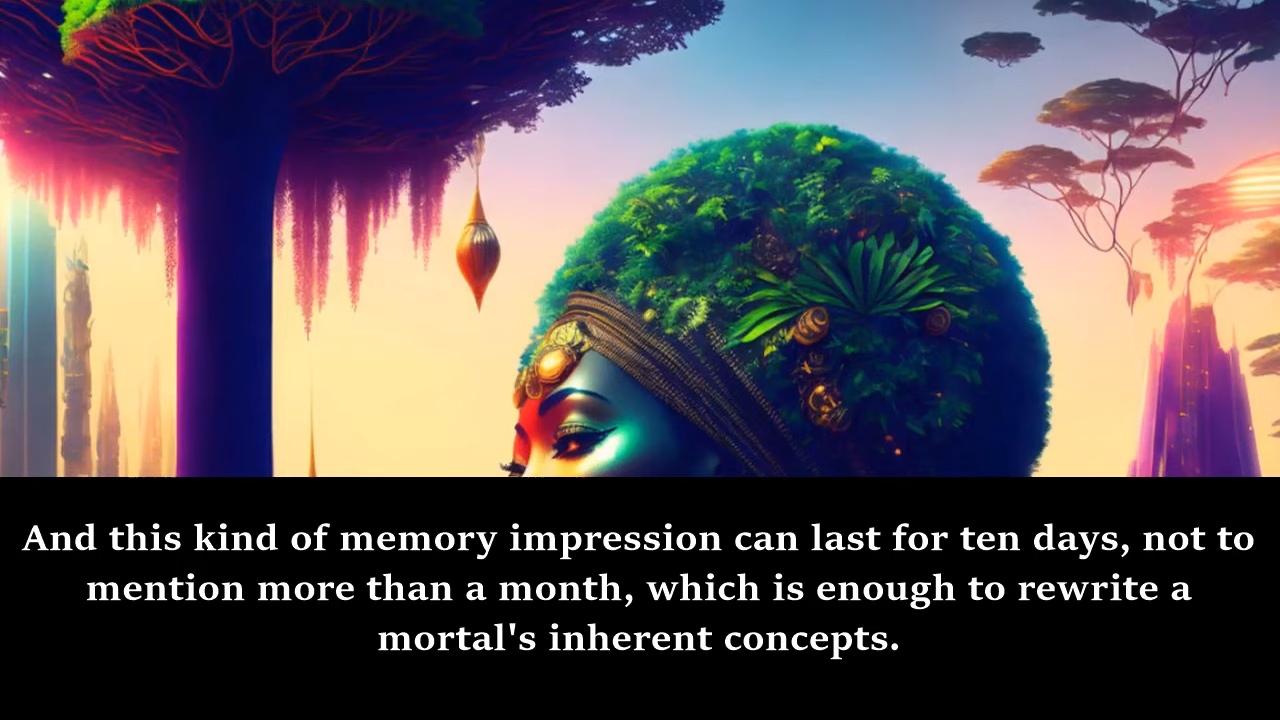 And this kind of memory impression can last for ten days, not to
mention more than a month, which is enough to rewrite a
mortal's inherent concepts.